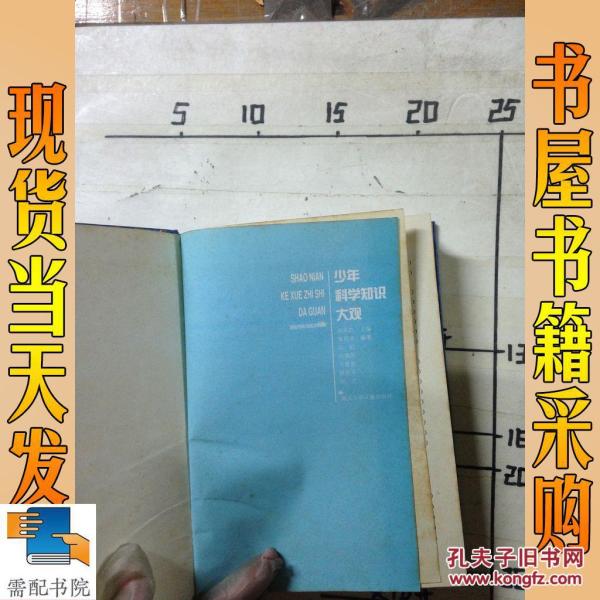 现货当天发
书屋书籍采购
5 10 15 20 25
SHAO NIAN
KE XUE ZHI SHI
DA GUAN
少年
科学知识
大观
13
18
20
需配书院
孔夫子旧书网
www.kongfz.com